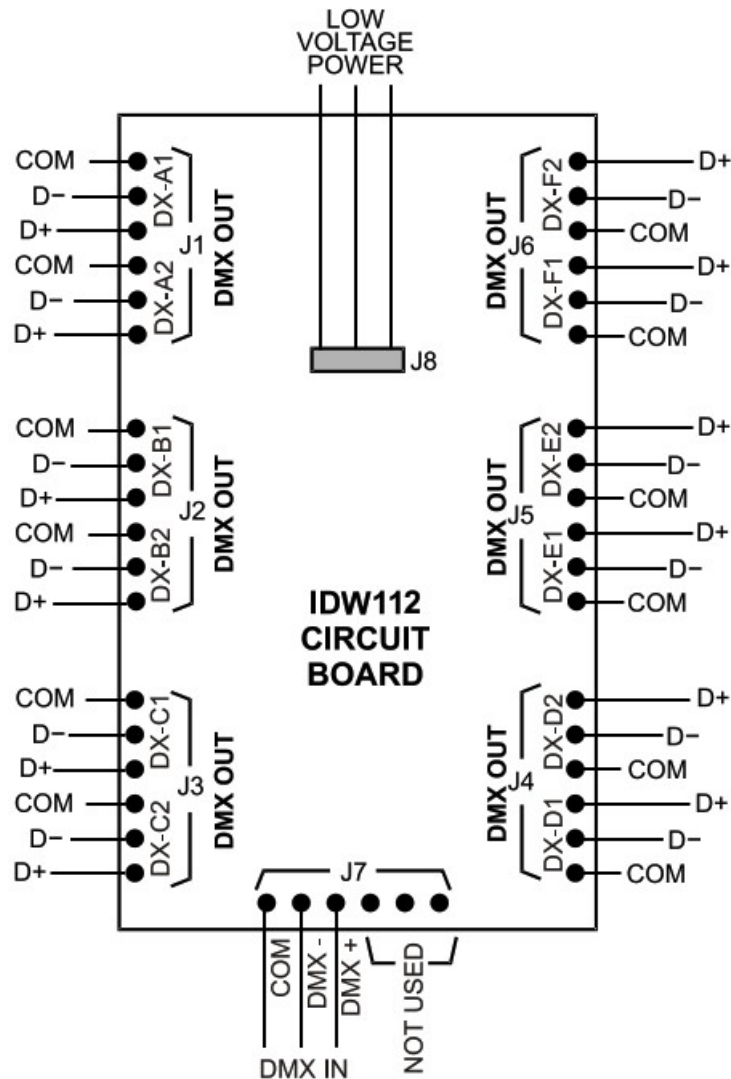 LOW
VOLTAGE
POWER
COM
D−
D+
COM
D−
D+
DX-A1
DX-A2
J1
DMX OUT
COM
D−
D+
COM
D−
D+
DX-B1
DX-B2
J2
DMX OUT
COM
D−
D+
COM
D−
D+
DX-C1
DX-C2
J3
DMX OUT
J8
IDW112
CIRCUIT
BOARD
DMX OUT
J6
DX-F2
DX-F1
D+
D−
COM
D+
D−
COM
DMX OUT
J5
DX-E2
DX-E1
D+
D−
COM
D+
D−
COM
DMX OUT
J4
DX-D2
DX-D1
D+
D−
COM
D+
D−
COM
J7
COM
DMX -
DMX +
NOT USED
DMX IN